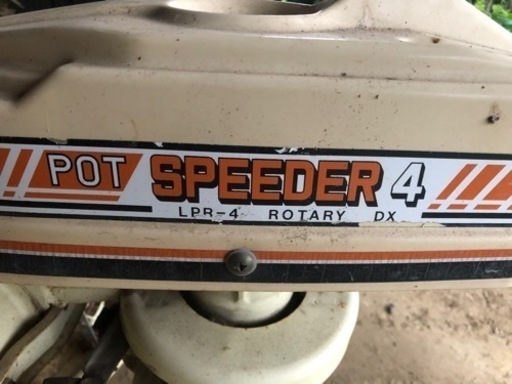 POT SPEEDER 4
LPR-4 ROTARY DX